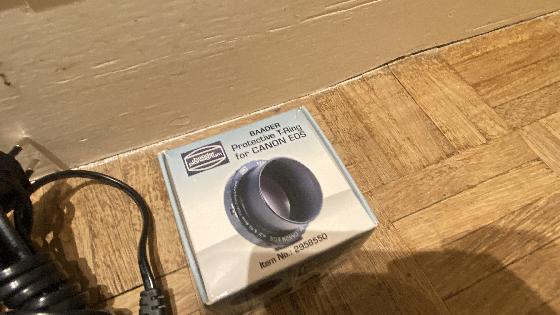 BAADER
Protective T-Ring
for CANON EOS
Item No.: 2958550